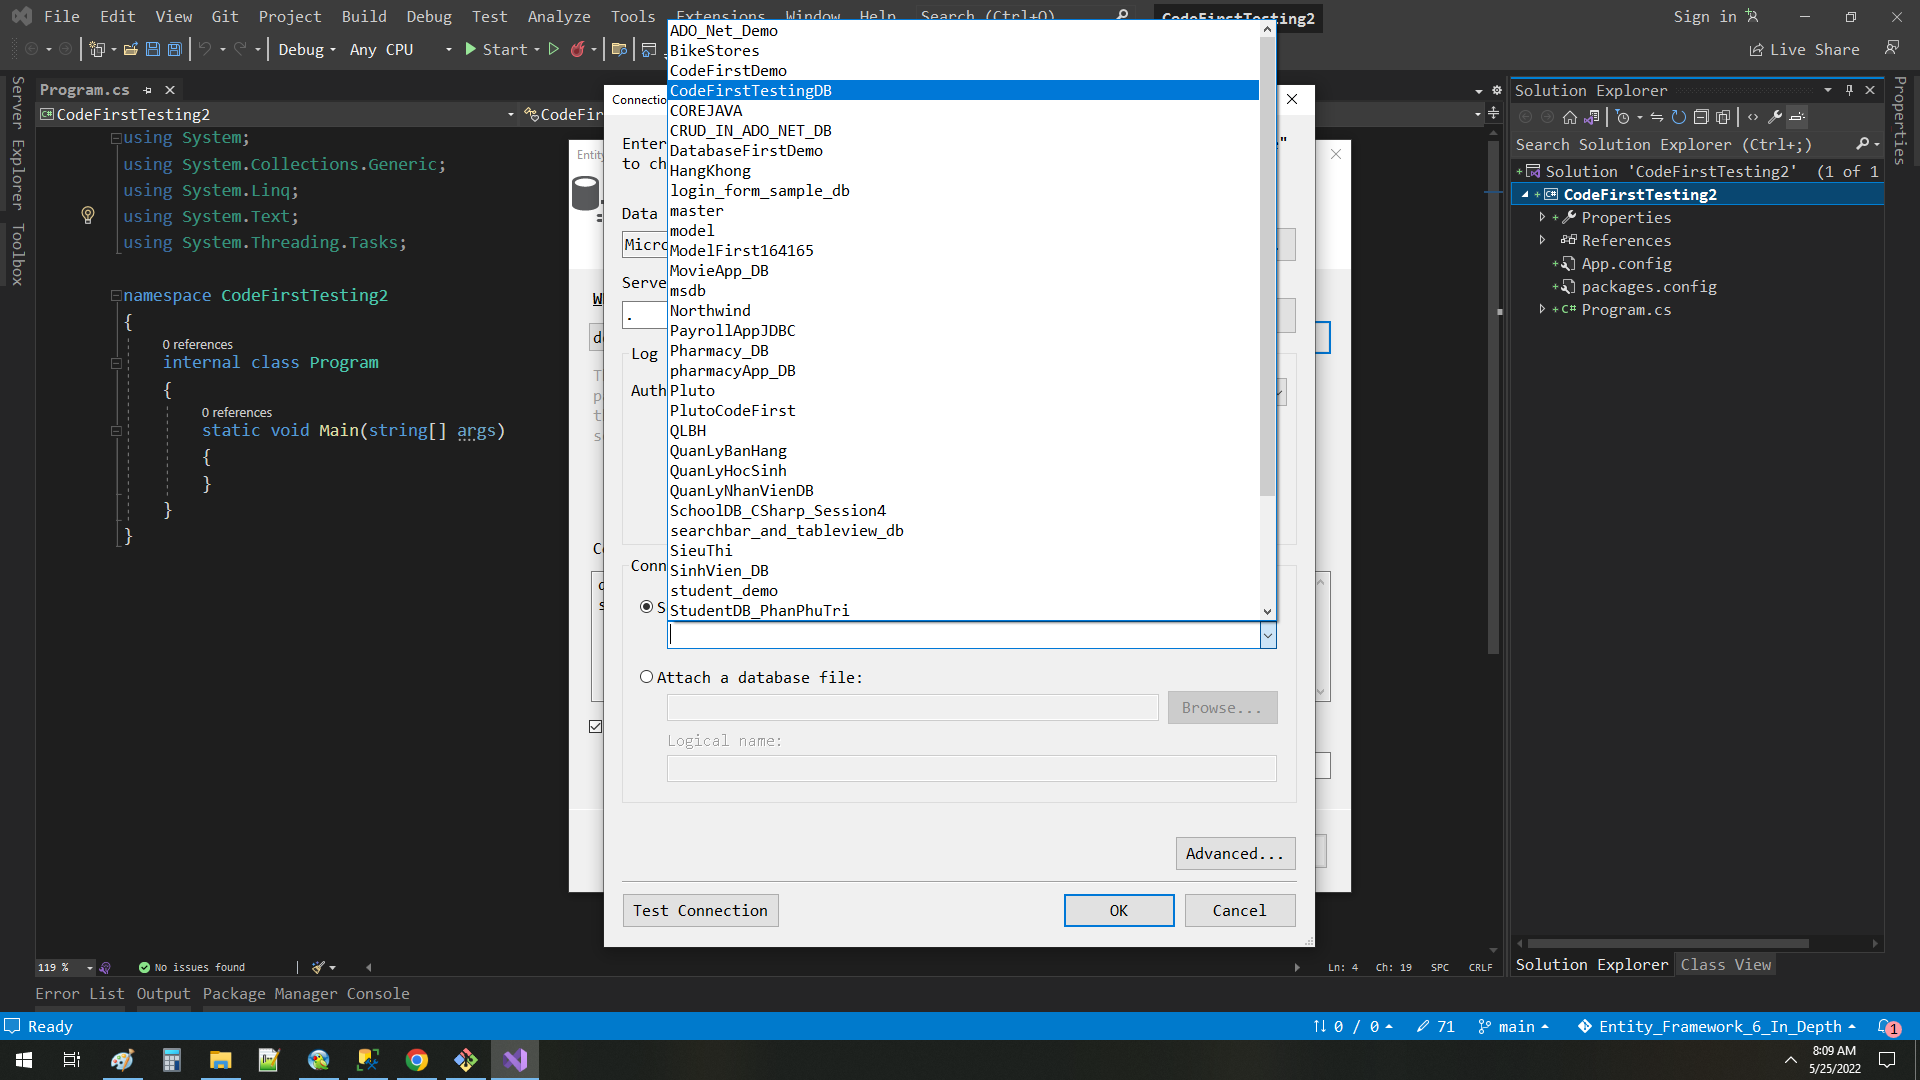 File Edit View Git Project Build Debug Test Analyze Tools Extensions Window Help Search (Ctrl+Q) CodeFirstTesting2 Sign in
Debug Any CPU Start Live Share
Program.cs
CodeFirstTesting2
Server Explorer
Toolbox
using System;
using System.Collections.Generic;
using System.Linq;
using System.Text;
using System.Threading.Tasks;
namespace CodeFirstTesting2
{
0 references
internal class Program
{
0 references
static void Main(string[] args)
{
}
}
}
Entity
Connectio
Enter
to ch
Data
Micro
Serve
.
Log
Auth
Conn
S
ADO_Net_Demo
BikeStores
CodeFirstDemo
CodeFirstTestingDB
COREJAVA
CRUD_IN_ADO_NET_DB
DatabaseFirstDemo
HangKhong
login_form_sample_db
master
model
ModelFirst164165
MovieApp_DB
msdb
Northwind
PayrollAppJDBC
Pharmacy_DB
pharmacyApp_DB
Pluto
PlutoCodeFirst
QLBH
QuanLyBanHang
QuanLyHocSinh
QuanLyNhanVienDB
SchoolDB_CSharp_Session4
searchbar_and_tableview_db
SieuThi
SinhVien_DB
student_demo
StudentDB_PhanPhuTri
Attach a database file:
Browse...
Logical name:
Advanced...
Test Connection OK Cancel
Solution Explorer
Search Solution Explorer (Ctrl+;)
Solution 'CodeFirstTesting2' (1 of 1
CodeFirstTesting2
Properties
References
App.config
packages.config
C# Program.cs
Solution Explorer Class View
Properties
119 % No issues found Ln: 4 Ch: 19 SPC CRLF
Error List Output Package Manager Console
Ready 0 / 0 71 main Entity_Framework_6_In_Depth 1
8:09 AM
5/25/2022